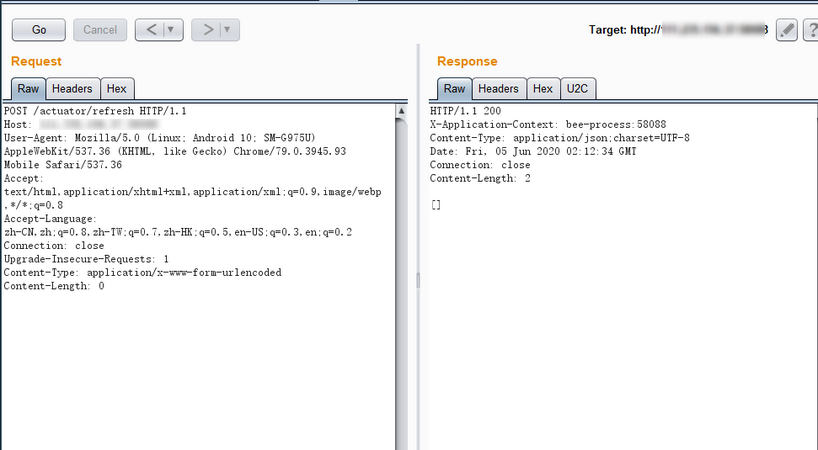 Go
Cancel
< | ▼
> | ▼
Target: http://
?
Request
Response
Raw
Headers
Hex
Raw
Headers
Hex
U2C
POST /actuator/refresh HTTP/1.1
Host:
User-Agent: Mozilla/5.0 (Linux; Android 10; SM-G975U)
AppleWebKit/537.36 (KHTML, like Gecko) Chrome/79.0.3945.93
Mobile Safari/537.36
Accept:
text/html,application/xhtml+xml,application/xml;q=0.9,image/webp
,*/*;q=0.8
Accept-Language:
zh-CN,zh;q=0.8,zh-TW;q=0.7,zh-HK;q=0.5,en-US;q=0.3,en;q=0.2
Connection: close
Upgrade-Insecure-Requests: 1
Content-Type: application/x-www-form-urlencoded
Content-Length: 0
HTTP/1.1 200
X-Application-Context: bee-process:58088
Content-Type: application/json;charset=UTF-8
Date: Fri, 05 Jun 2020 02:12:34 GMT
Connection: close
Content-Length: 2
[]